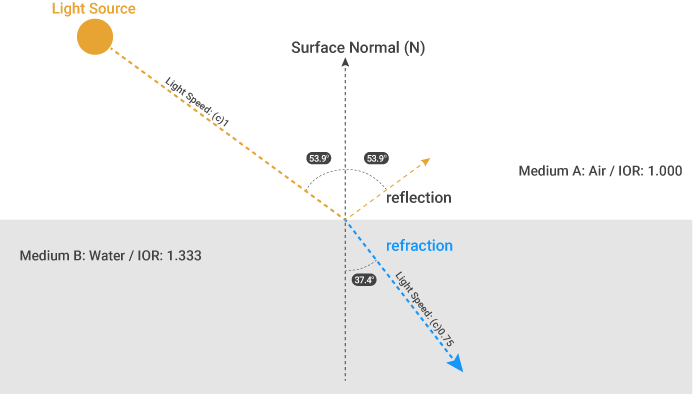 Light Source
Surface Normal (N)
Light Speed: (c)1
53.9°
53.9°
Medium A: Air / IOR: 1.000
reflection
refraction
Medium B: Water / IOR: 1.333
37.4°
Light Speed: (c)0.75